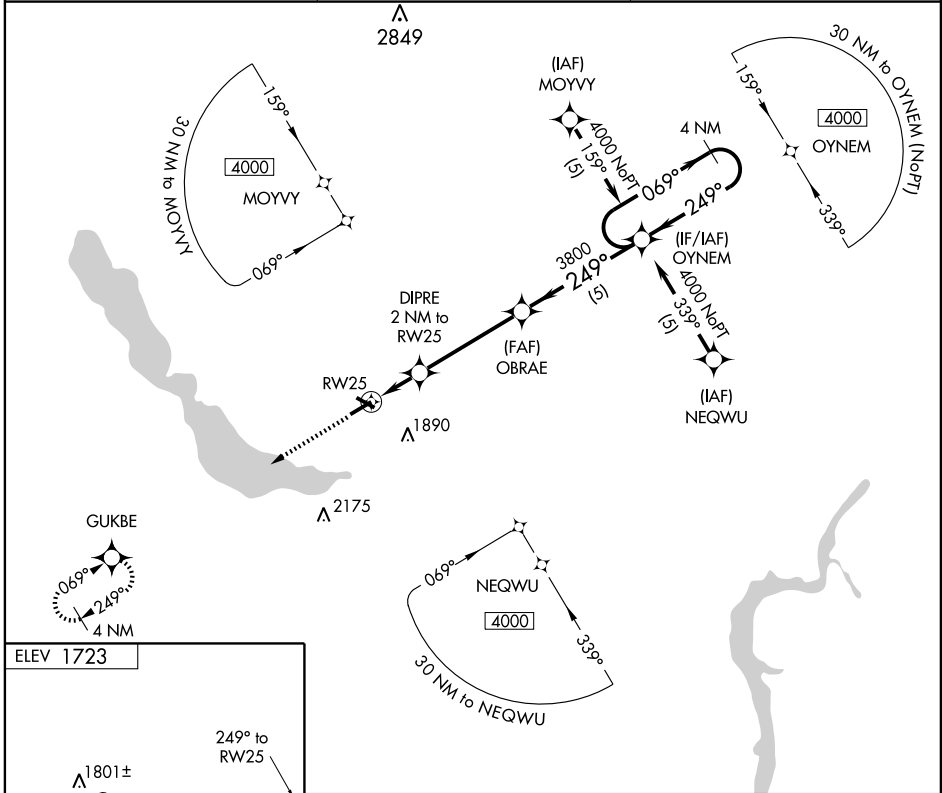 2849
(IAF)
MOYVY
30 NM to OYNEM (NoPT)
159°
4000
OYNEM
339°
30 NM to MOYVY
159°
4000
MOYVY
069°
4000 NoPT
159°
(5)
4 NM
069°
249°
(IF/IAF)
OYNEM
3800
249°
(5)
4000 NoPT
339°
(5)
DIPRE
2 NM to
RW25
(FAF)
OBRAE
(IAF)
NEQWU
RW25
1890
2175
GUKBE
069°
249°
4 NM
069°
NEQWU
4000
339°
30 NM to NEQWU
ELEV 1723
249° to
RW25
1801±